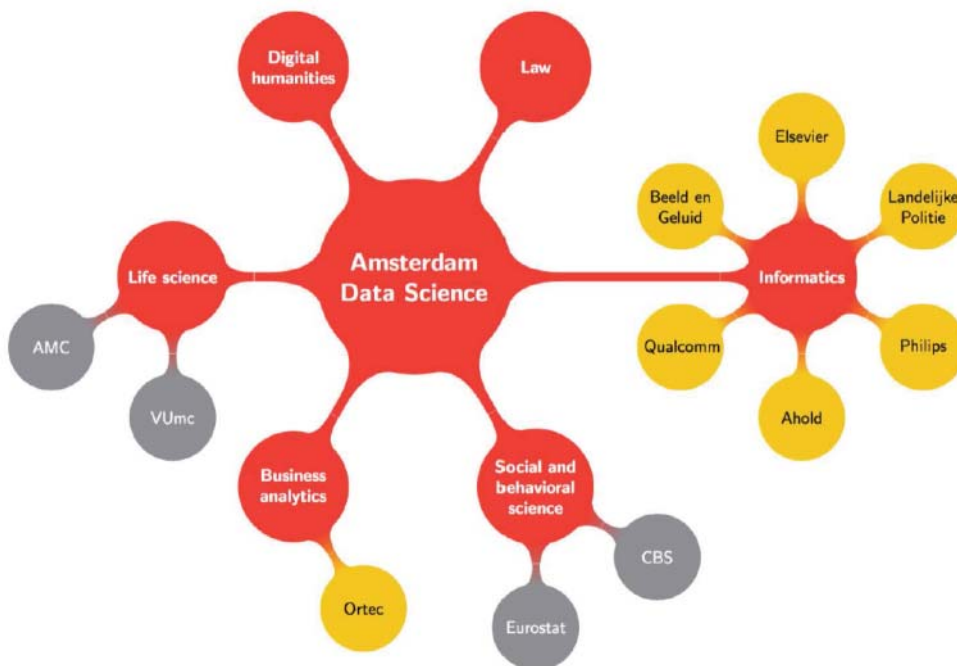 Digital
humanities
Law
Elsevier
Beeld en
Geluid
Landelijke
Politie
Amsterdam
Data Science
Life science
Informatics
AMC
Qualcomm
Philips
VUmc
Ahold
Business
analytics
Social and
behavioral
science
CBS
Ortec
Eurostat